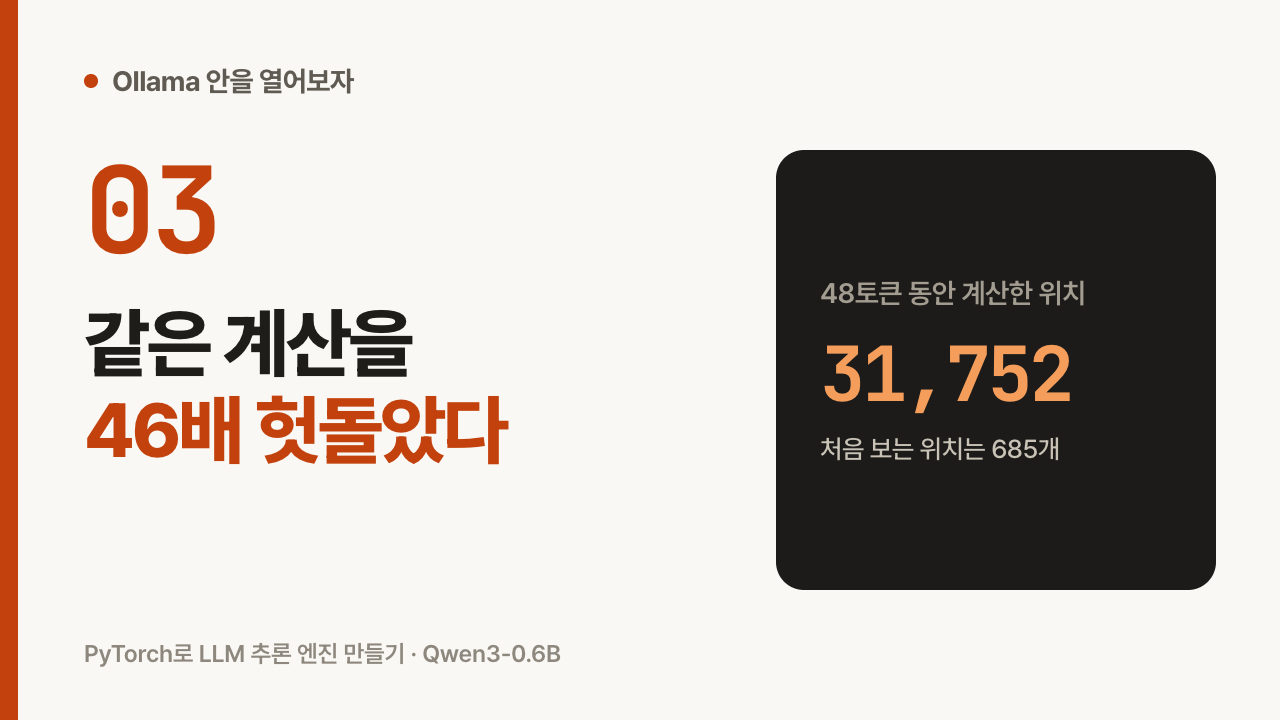 Ollama 안을 열어보자
03
같은 계산을
46배 헛돌았다
48토큰 동안 계산한 위치
31,752
처음 보는 위치는 685개
PyTorch로 LLM 추론 엔진 만들기 · Qwen3-0.6B